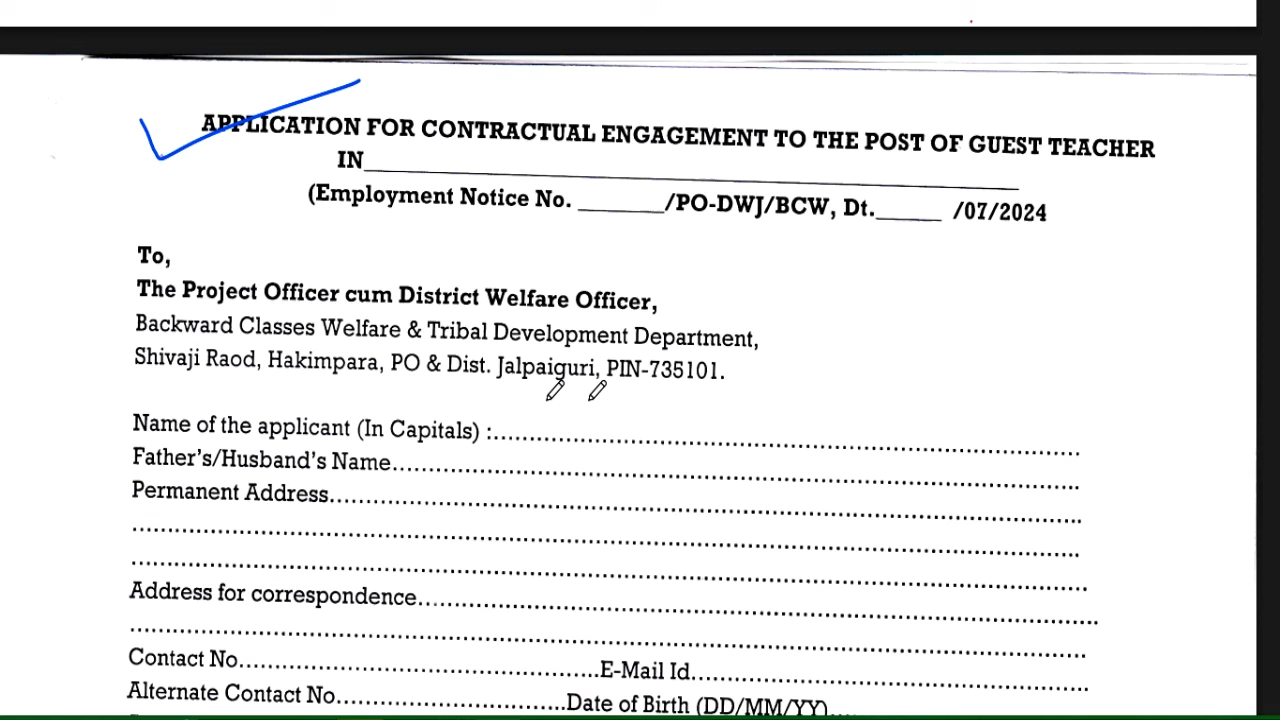 APPLICATION FOR CONTRACTUAL ENGAGEMENT TO THE POST OF GUEST TEACHER
IN____________________
(Employment Notice No. _______/PO-DWJ/BCW, Dt._____ /07/2024
To,
The Project Officer cum District Welfare Officer,
Backward Classes Welfare & Tribal Development Department,
Shivaji Raod, Hakimpara, PO & Dist. Jalpaiguri, PIN-735101.
Name of the applicant (In Capitals) :....................
Father's/Husband's Name....................
Permanent Address....................
....................
....................
Address for correspondence....................
....................
Contact No....................E-Mail Id....................
Alternate Contact No....................Date of Birth (DD/MM/YY)....